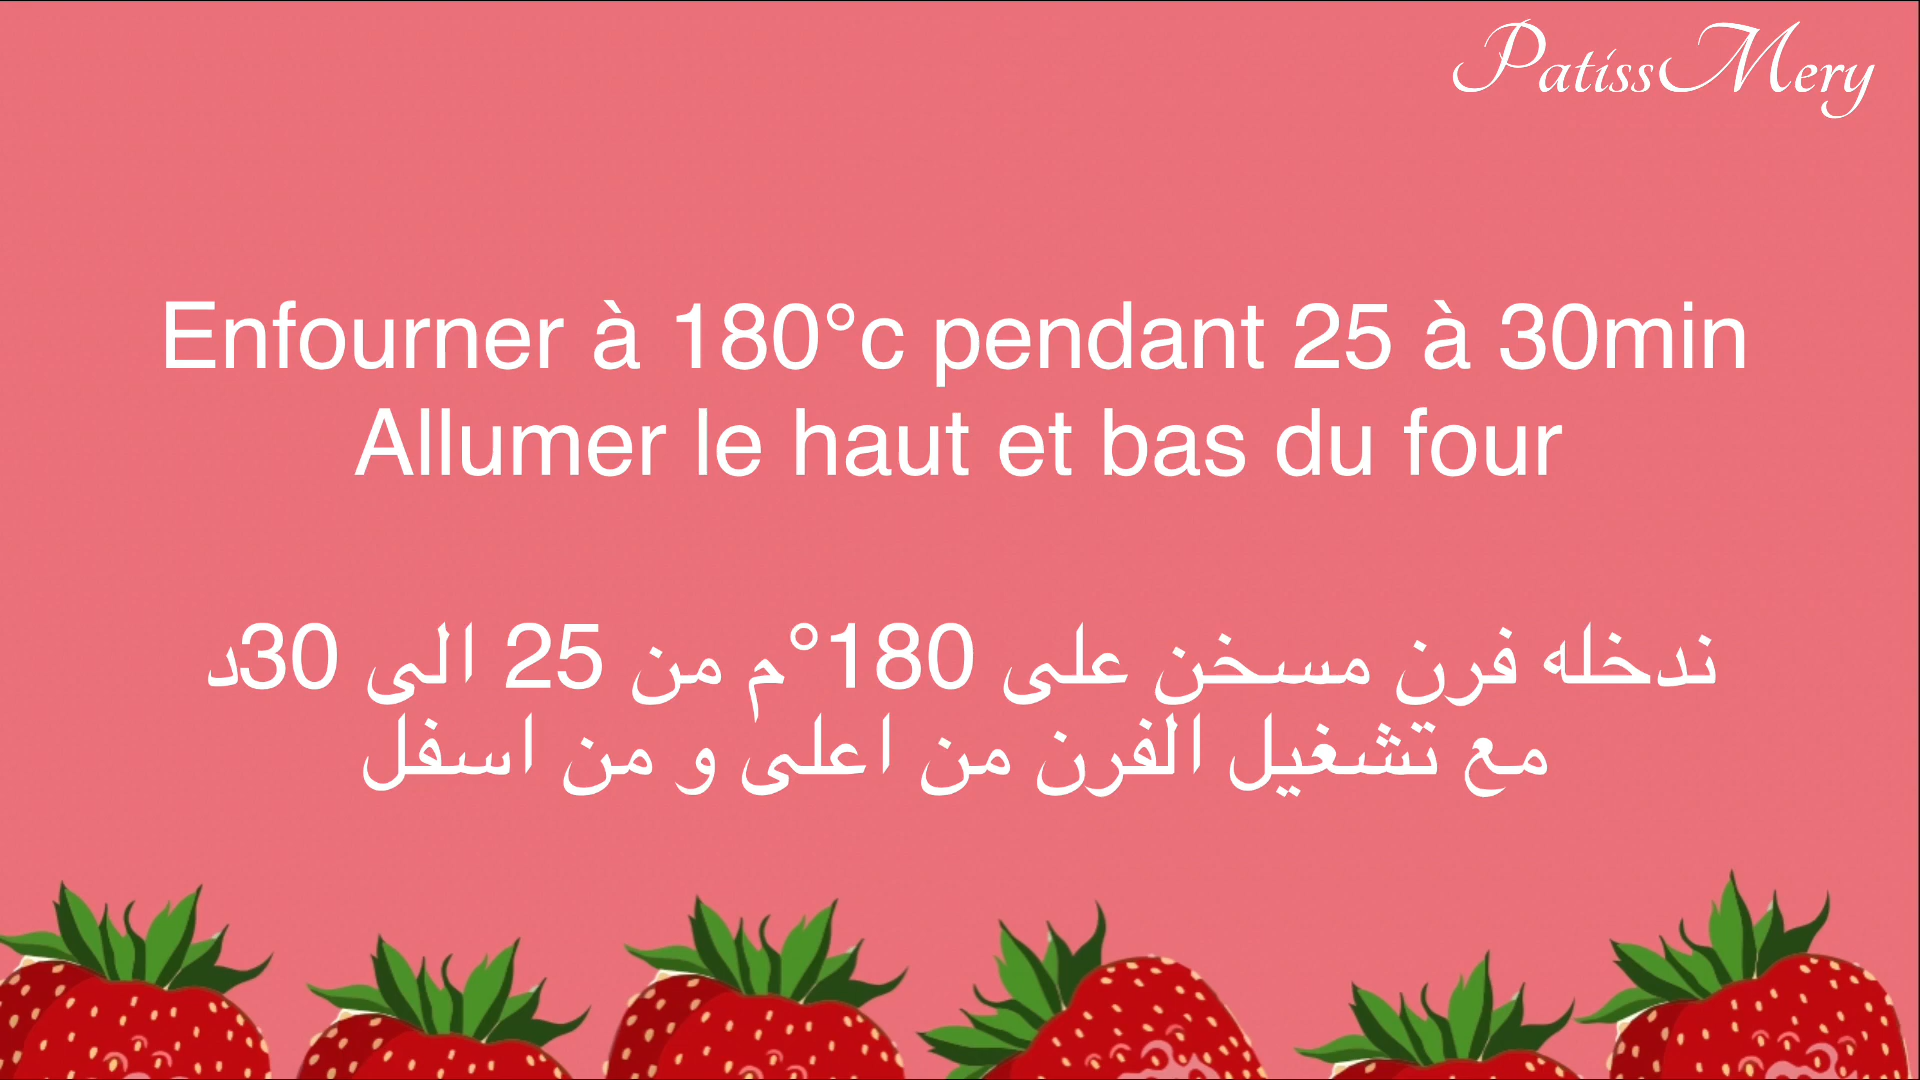 PatissMery
Enfourner à 180°c pendant 25 à 30min
Allumer le haut et bas du four
ندخله فرن مسخن على 180°م من 25 الى 30د
مع تشغيل الفرن من اعلى و من اسفل